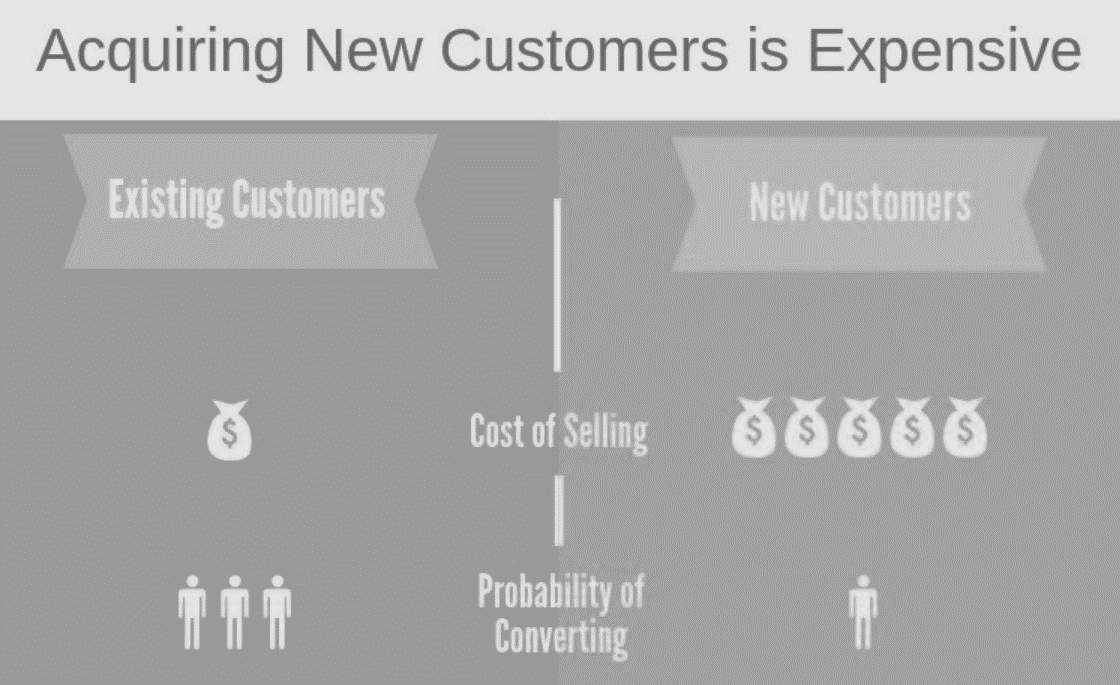 Acquiring New Customers is Expensive
Existing Customers
New Customers
$
Cost of Selling
$ $ $ $ $
Probability of
Converting